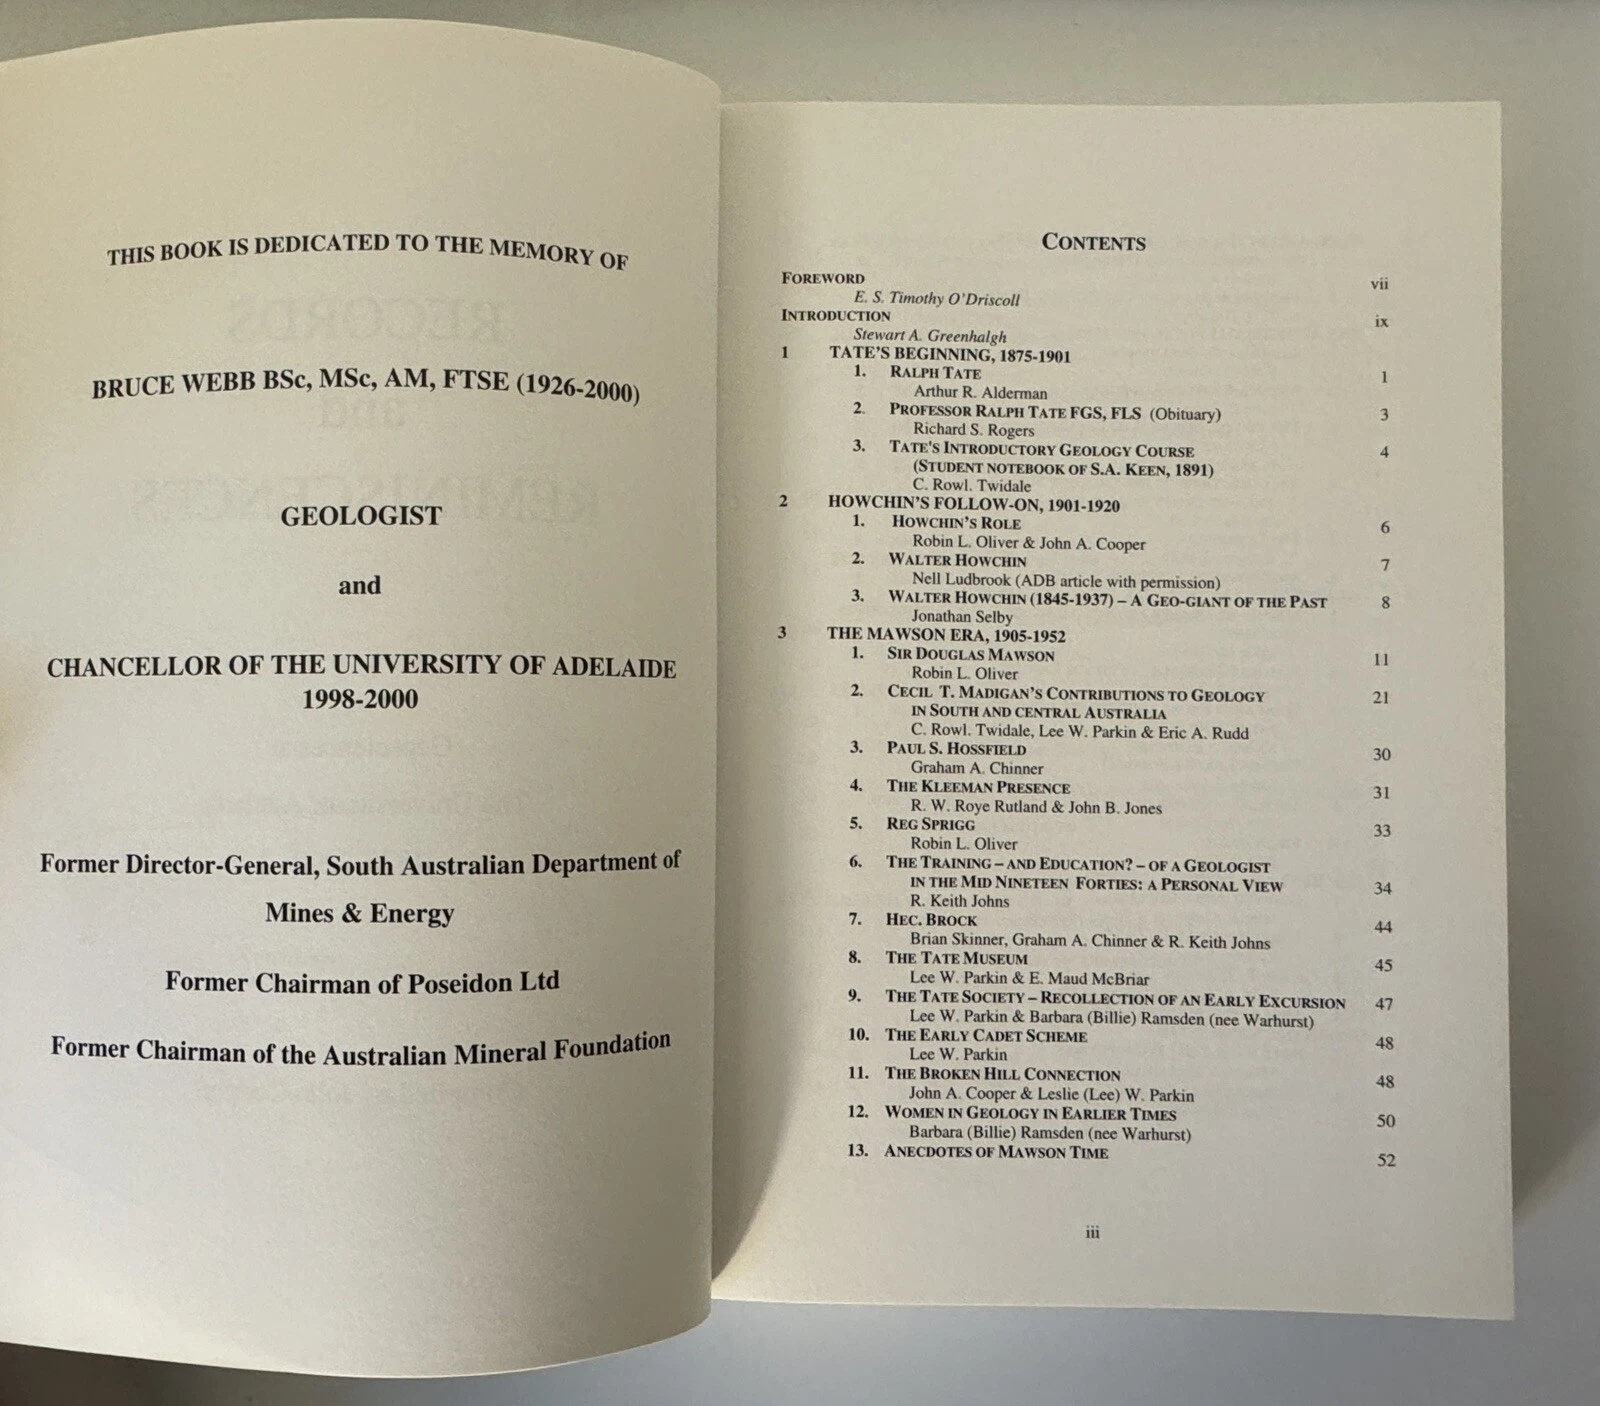 THIS BOOK IS DEDICATED TO THE MEMORY OF
BRUCE WEBB BSc, MSc, AM, FTSE (1926-2000)
GEOLOGIST
and
CHANCELLOR OF THE UNIVERSITY OF ADELAIDE
1998-2000
Former Director-General, South Australian Department of
Mines & Energy
Former Chairman of Poseidon Ltd
Former Chairman of the Australian Mineral Foundation
CONTENTS
FOREWORD vii
E. S. Timothy O'Driscoll
INTRODUCTION ix
Stewart A. Greenhalgh
1 TATE'S BEGINNING, 1875-1901
1. RALPH TATE 1
Arthur R. Alderman
2. PROFESSOR RALPH TATE FGS, FLS (Obituary) 3
Richard S. Rogers
3. TATE'S INTRODUCTORY GEOLOGY COURSE 4
(STUDENT NOTEBOOK OF S.A. KEEN, 1891)
C. Rowl. Twidale
2 HOWCHIN'S FOLLOW-ON, 1901-1920
1. HOWCHIN'S ROLE 6
Robin L. Oliver & John A. Cooper
2. WALTER HOWCHIN 7
Nell Ludbrook (ADB article with permission)
3. WALTER HOWCHIN (1845-1937) – A GEO-GIANT OF THE PAST 8
Jonathan Selby
3 THE MAWSON ERA, 1905-1952
1. SIR DOUGLAS MAWSON 11
Robin L. Oliver
2. CECIL T. MADIGAN'S CONTRIBUTIONS TO GEOLOGY 21
IN SOUTH AND CENTRAL AUSTRALIA
C. Rowl. Twidale, Lee W. Parkin & Eric A. Rudd
3. PAUL S. HOSSFIELD 30
Graham A. Chinner
4. THE KLEEMAN PRESENCE 31
R. W. Roye Rutland & John B. Jones
5. REG SPRIGG 33
Robin L. Oliver
6. THE TRAINING – AND EDUCATION? – OF A GEOLOGIST
IN THE MID NINETEEN FORTIES: A PERSONAL VIEW 34
R. Keith Johns
7. HEC. BROCK 44
Brian Skinner, Graham A. Chinner & R. Keith Johns
8. THE TATE MUSEUM 45
Lee W. Parkin & E. Maud McBriar
9. THE TATE SOCIETY – RECOLLECTION OF AN EARLY EXCURSION 47
Lee W. Parkin & Barbara (Billie) Ramsden (nee Warhurst)
10. THE EARLY CADET SCHEME 48
Lee W. Parkin
11. THE BROKEN HILL CONNECTION 48
John A. Cooper & Leslie (Lee) W. Parkin
12. WOMEN IN GEOLOGY IN EARLIER TIMES 50
Barbara (Billie) Ramsden (nee Warhurst)
13. ANECDOTES OF MAWSON TIME 52
iii